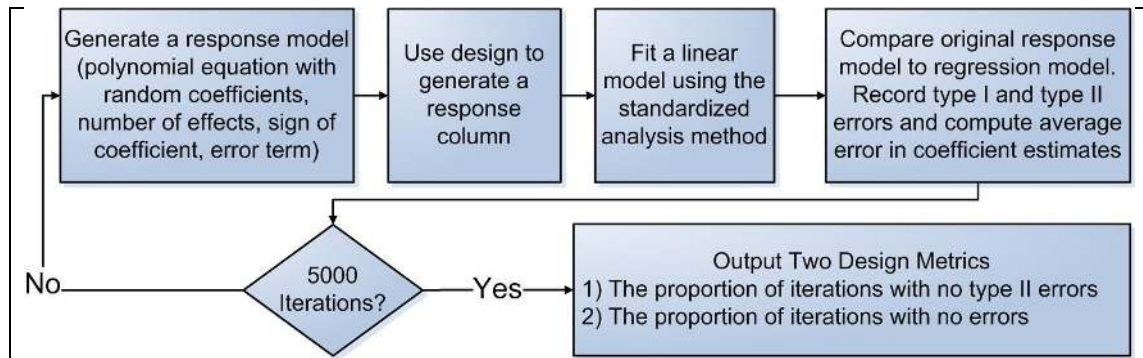 Generate a response model
(polynomial equation with
random coefficients,
number of effects, sign of
coefficient, error term)
Use design to
generate a
response
column
Fit a linear
model using the
standardized
analysis method
Compare original response
model to regression model.
Record type I and type II
errors and compute average
error in coefficient estimates
No
5000
Iterations?
Yes
Output Two Design Metrics
1) The proportion of iterations with no type II errors
2) The proportion of iterations with no errors